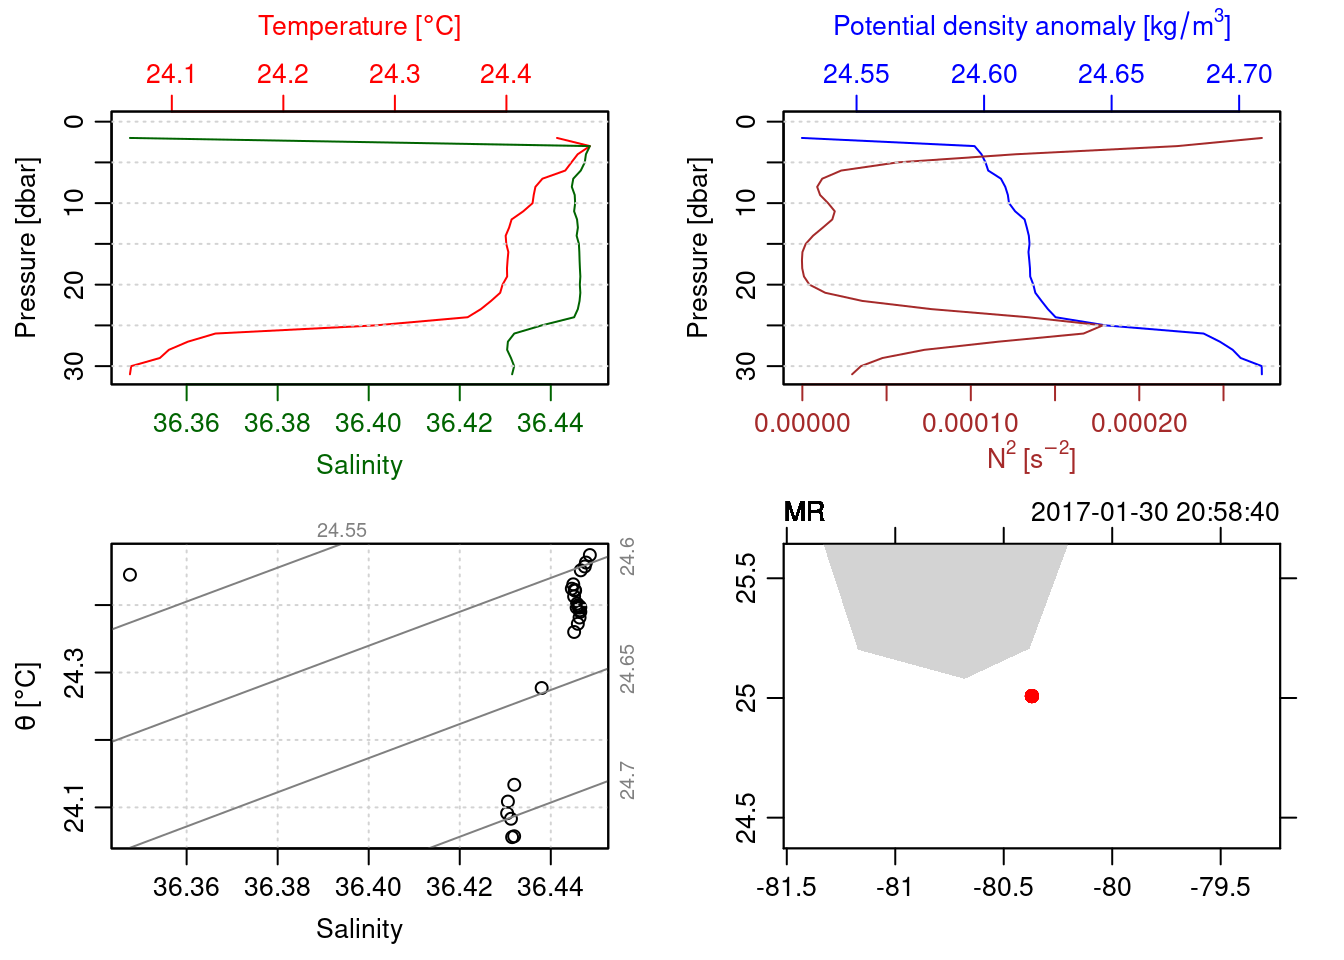 Temperature [°C]
24.1 24.2 24.3 24.4
Pressure [dbar]
0 10 20 30
36.36 36.38 36.40 36.42 36.44
Salinity
Potential density anomaly [kg/m³]
24.55 24.60 24.65 24.70
Pressure [dbar]
0 10 20 30
0.00000 0.00010 0.00020
N² [s⁻²]
24.55
24.6
24.65
24.7
θ [°C]
24.3
24.1
36.36 36.38 36.40 36.42 36.44
Salinity
MR 2017-01-30 20:58:40
25.5
25
24.5
-81.5 -81 -80.5 -80 -79.5